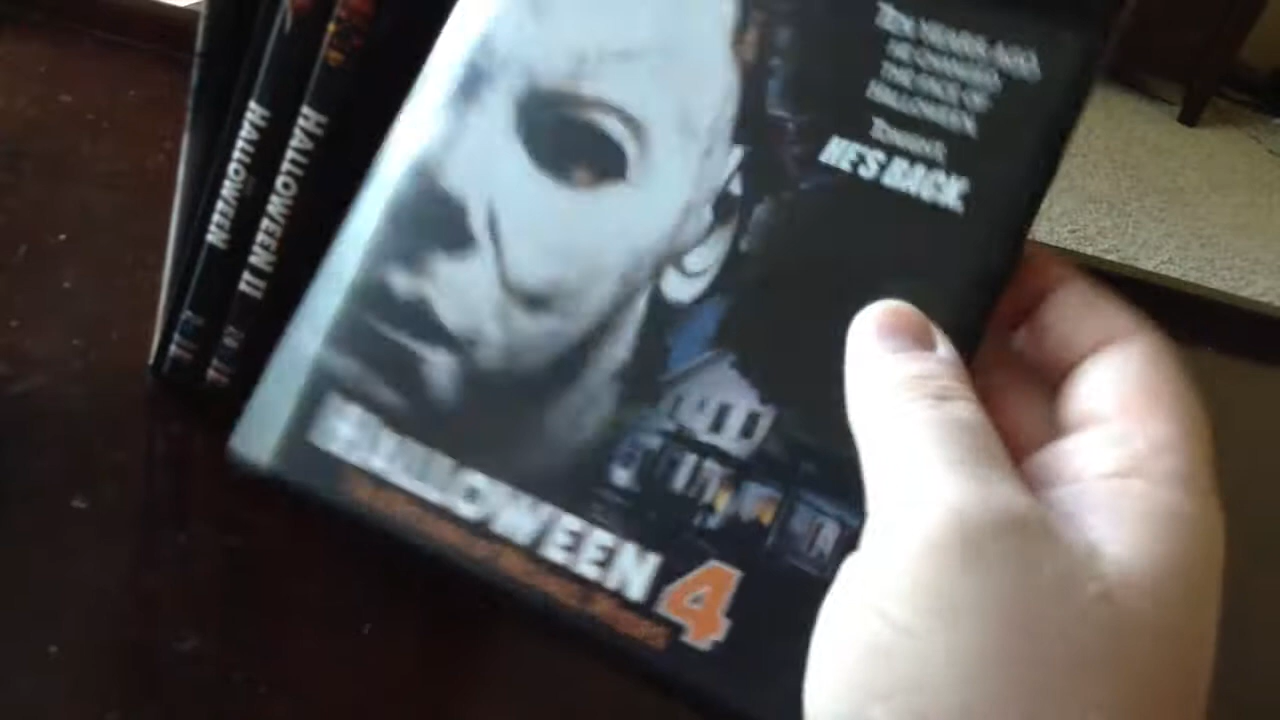 HALLOWEEN
HALLOWEEN II
TEN YEARS AGO
HE CHANGED
THE FACE OF
HALLOWEEN
TONIGHT,
HE'S BACK
HALLOWEEN 4